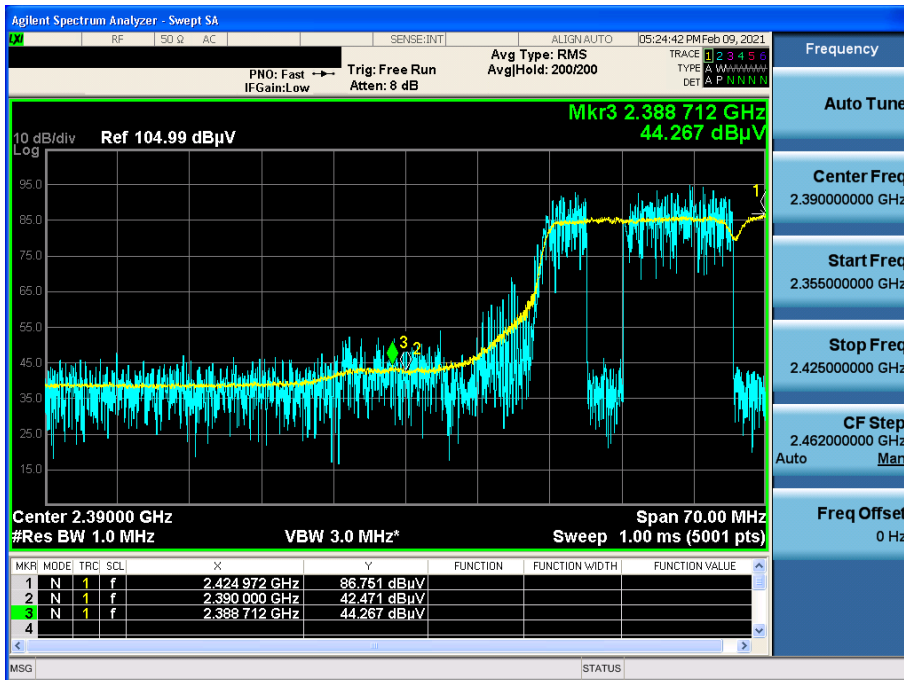 Agilent Spectrum Analyzer - Swept SA
LXI RF 50 Ω AC SENSE:INT ALIGN AUTO 05:24:42 PM Feb 09, 2021
PNO: Fast Trig: Free Run Avg Type: RMS TRACE 1 2 3 4 5 6
IFGain:Low Atten: 8 dB Avg|Hold: 200/200 TYPE A WWWWW
DET A P N N N N
Mkr3 2.388 712 GHz
44.267 dBµV
10 dB/div Ref 104.99 dBµV
Log
95.0
85.0
75.0
65.0
55.0
45.0
35.0
25.0
15.0
1
3
2
Center 2.39000 GHz Span 70.00 MHz
#Res BW 1.0 MHz VBW 3.0 MHz* Sweep 1.00 ms (5001 pts)
MKR MODE TRC SCL X Y FUNCTION FUNCTION WIDTH FUNCTION VALUE
1 N 1 f 2.424 972 GHz 86.751 dBµV
2 N 1 f 2.390 000 GHz 42.471 dBµV
3 N 1 f 2.388 712 GHz 44.267 dBµV
4
MSG STATUS
Frequency
Auto Tune
Center Freq
2.390000000 GHz
Start Freq
2.355000000 GHz
Stop Freq
2.425000000 GHz
CF Step
2.462000000 GHz
Auto Man
Freq Offset
0 Hz